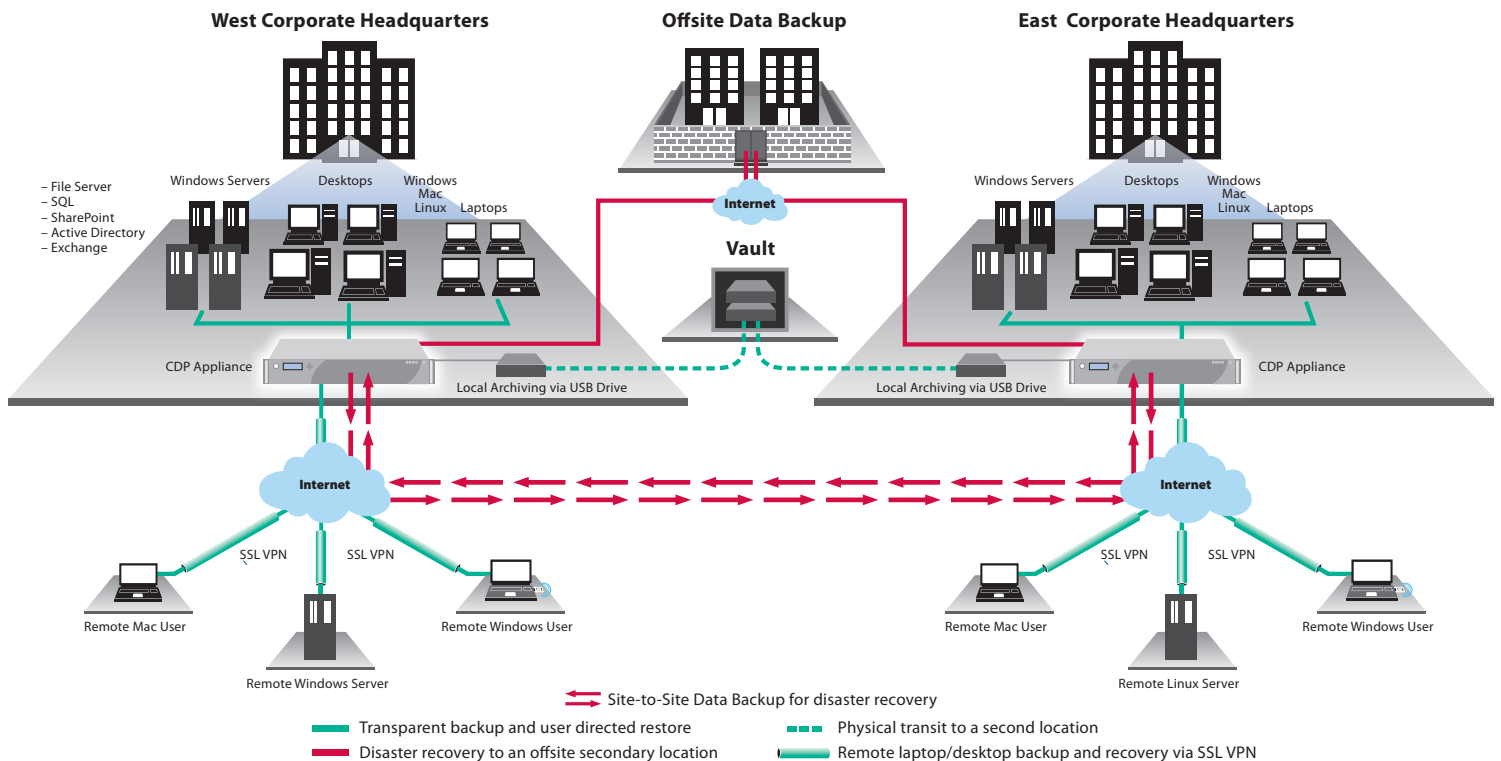 West Corporate Headquarters
Offsite Data Backup
East Corporate Headquarters
– File Server
– SQL
– SharePoint
– Active Directory
– Exchange
Windows Servers
Desktops
Windows
Mac
Linux
Laptops
Internet
Vault
Windows Servers
Desktops
Windows
Mac
Linux
Laptops
CDP Appliance
Local Archiving via USB Drive
Local Archiving via USB Drive
CDP Appliance
Internet
Internet
SSL VPN
SSL VPN
SSL VPN
SSL VPN
Remote Mac User
Remote Windows User
Remote Mac User
Remote Windows User
Remote Windows Server
Remote Linux Server
Site-to-Site Data Backup for disaster recovery
Transparent backup and user directed restore
Physical transit to a second location
Disaster recovery to an offsite secondary location
Remote laptop/desktop backup and recovery via SSL VPN